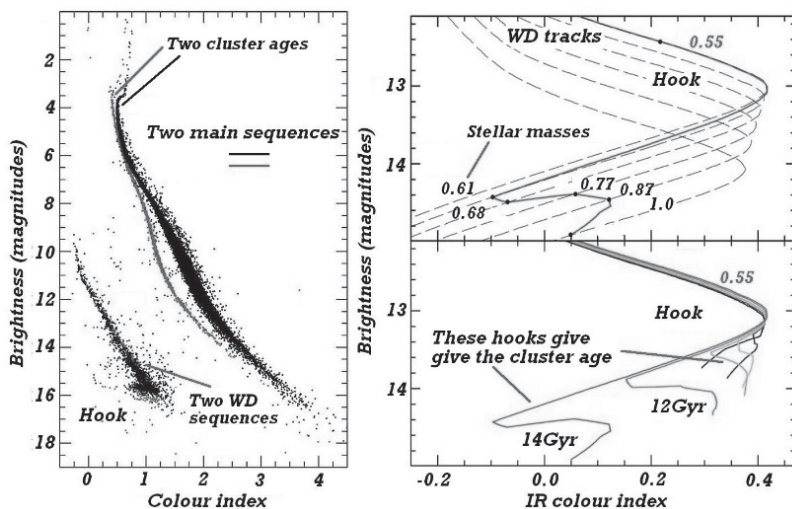 0
2
4
6
8
10
12
14
16
18
Brightness (magnitudes)
Two cluster ages
Two main sequences
Two WD
sequences
Hook
0
1
2
3
4
Colour index
WD tracks
0.55
Hook
Stellar masses
0.61
0.68
0.77
0.87
1.0
13
14
Brightness (magnitudes)
0.55
Hook
These hooks give
give the cluster age
12Gyr
14Gyr
13
14
-0.2
0.0
0.2
0.4
IR colour index